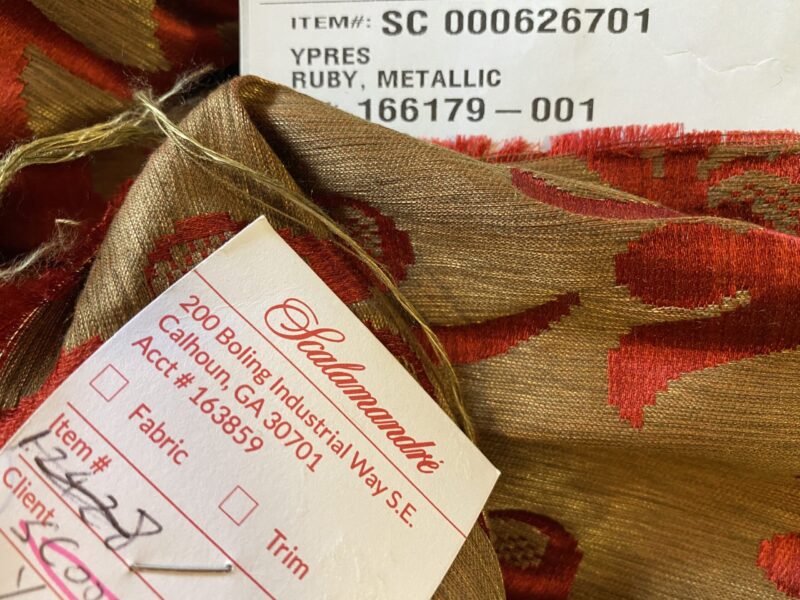 ITEM#: SC 000626701
YPRES
RUBY, METALLIC
166179-001
Scalamandré
200 Boling Industrial Way S.E.
Calhoun, GA 30701
Acct # 163859
Fabric
Trim
Item #
Client: